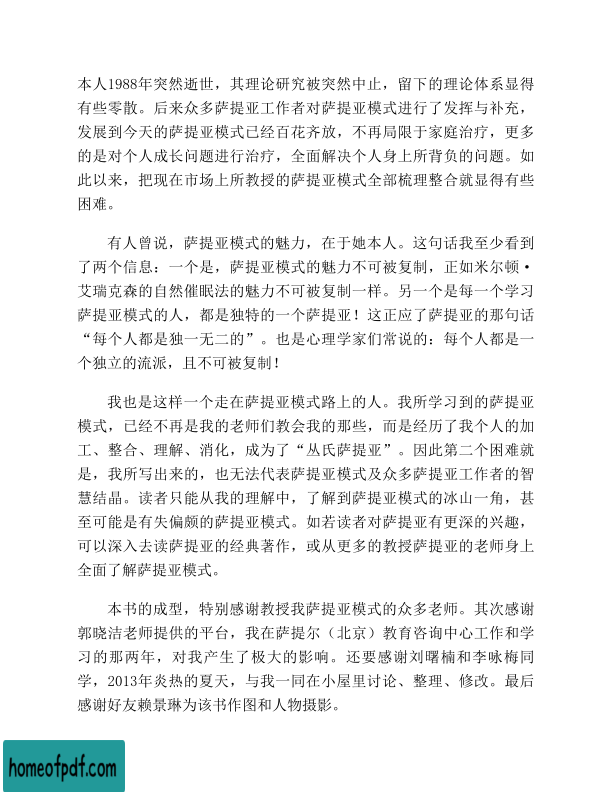 本人1988年突然逝世，其理论研究被突然中止，留下的理论体系显得
有些零散。后来众多萨提亚工作者对萨提亚模式进行了发挥与补充，
发展到今天的萨提亚模式已经百花齐放，不再局限于家庭治疗，更多
的是对个人成长问题进行治疗，全面解决个人身上所背负的问题。如
此以来，把现在市场上所教授的萨提亚模式全部梳理整合就显得有些
困难。
有人曾说，萨提亚模式的魅力，在于她本人。这句话我至少看到
了两个信息：一个是，萨提亚模式的魅力不可被复制，正如米尔顿·
艾瑞克森的自然催眠法的魅力不可被复制一样。另一个是每一个学习
萨提亚模式的人，都是独特的一个萨提亚！这正应了萨提亚的那句话
“每个人都是独一无二的”。也是心理学家们常说的：每个人都是一
个独立的流派，且不可被复制！
我也是这样一个走在萨提亚模式路上的人。我所学习到的萨提亚
模式，已经不再是我的老师们教会我的那些，而是经历了我个人的加
工、整合、理解、消化，成为了“丛氏萨提亚”。因此第二个困难就
是，我所写出来的，也无法代表萨提亚模式及众多萨提亚工作者的智
慧结晶。读者只能从我的理解中，了解到萨提亚模式的冰山一角，甚
至可能是有失偏颇的萨提亚模式。如若读者对萨提亚有更深的兴趣，
可以深入去读萨提亚的经典著作，或从更多的教授萨提亚的老师身上
全面了解萨提亚模式。
本书的成型，特别感谢教授我萨提亚模式的众多老师。其次感谢
郭晓洁老师提供的平台，我在萨提尔（北京）教育咨询中心工作和学
习的那两年，对我产生了极大的影响。还要感谢刘曙楠和李咏梅同
学，2013年炎热的夏天，与我一同在小屋里讨论、整理、修改。最后
感谢好友赖景琳为该书作图和人物摄影。
homeofpdf.com